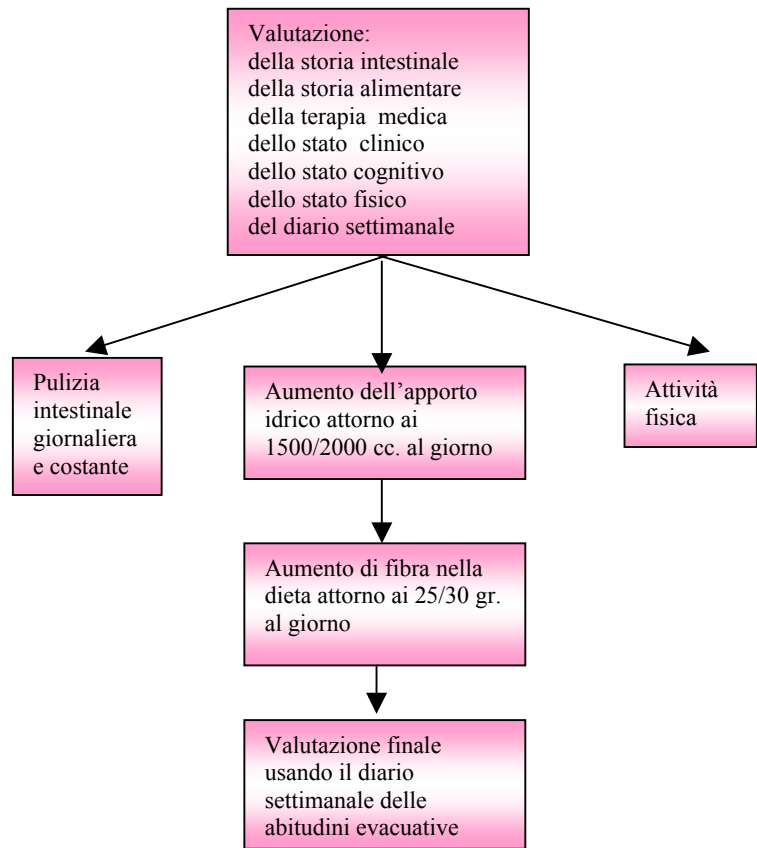 Valutazione:
della storia intestinale
della storia alimentare
della terapia  medica
dello stato  clinico
dello stato cognitivo
dello stato fisico
del diario settimanale
Pulizia
intestinale
giornaliera
e costante
Aumento dell’apporto
idrico attorno ai
1500/2000 cc. al giorno
Attività
fisica
Aumento di fibra nella
dieta attorno ai 25/30 gr.
al giorno
Valutazione finale
usando il diario
settimanale delle
abitudini evacuative